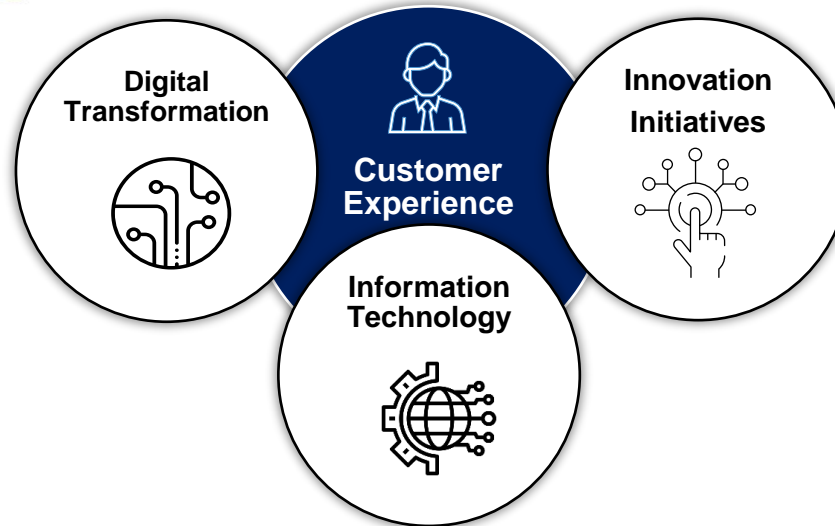 Digital
Transformation
Customer
Experience
Innovation
Initiatives
Information
Technology